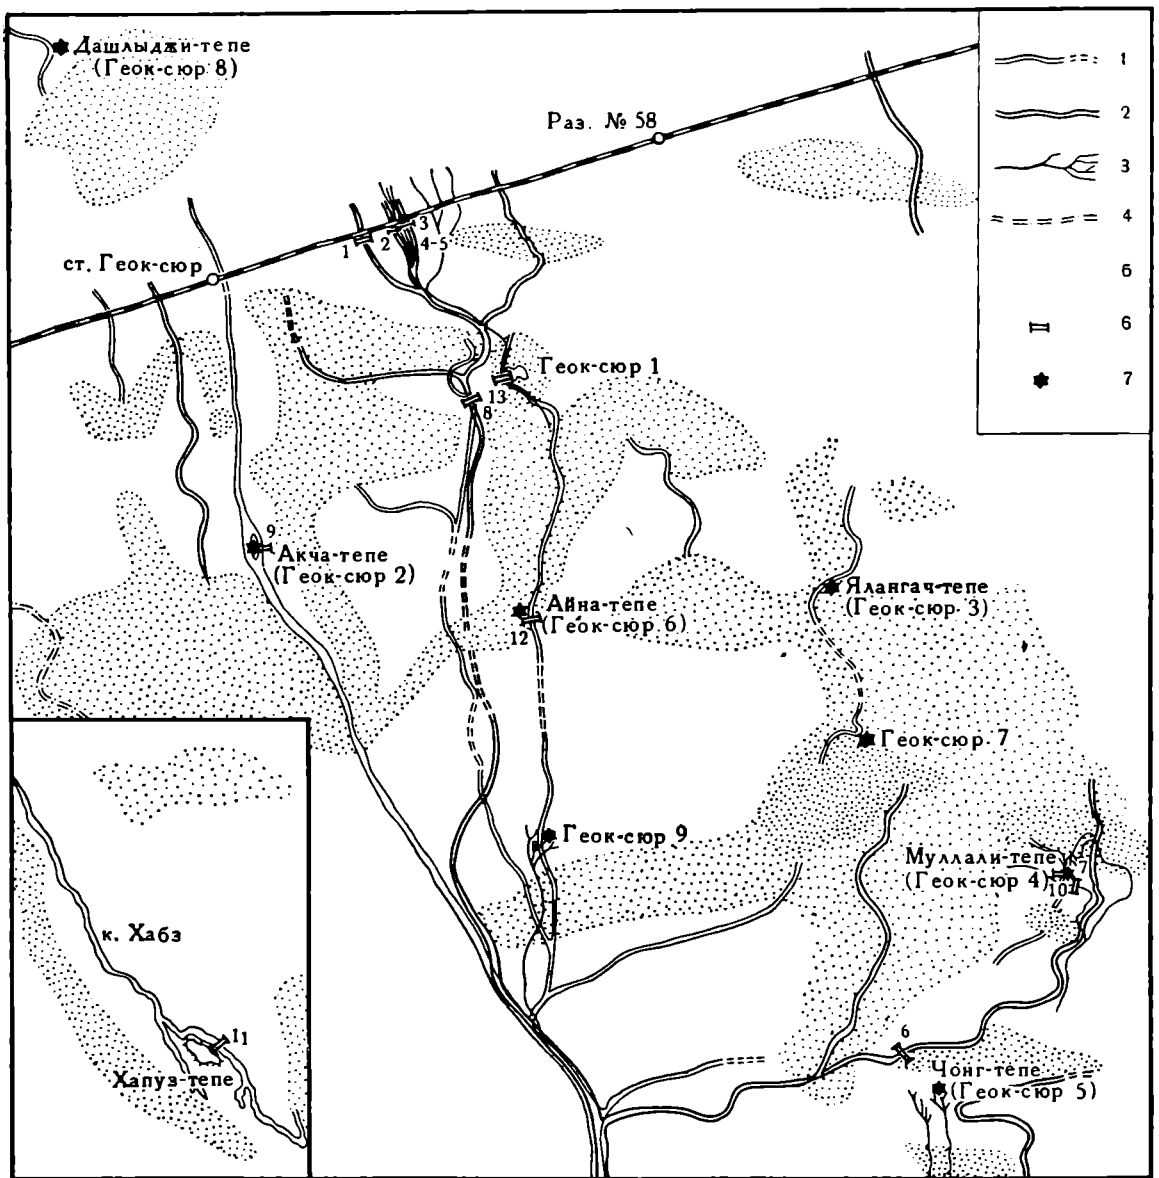 Дашлыджи-тепе
(Геок-сюр 8)
Раз. № 58
1
2
3
4
б
6
7
ст. Геок-сюр
1
2
3
4-5
Геок-сюр 1
13
8
9
Акча-тепе
(Геок-сюр 2)
Айна-тепе
(Геок-сюр 6)
12
Ялангач-тепе
(Геок-сюр 3)
Геок-сюр 7
Геок-сюр 9
Муллали-тепе
(Геок-сюр 4)
7
10
к. Хабз
11
Хапуз-тепе
6
Чонг-тепе
(Геок-сюр 5)